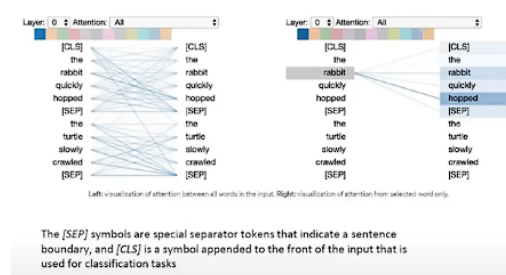 Layer: 0 Attention: All
Layer: 0 Attention: All
[CLS] [CLS]
the the
rabbit rabbit
quickly quickly
hopped hopped
[SEP] [SEP]
the the
turtle turtle
slowly slowly
crawled crawled
[SEP] [SEP]
[CLS] [CLS]
the the
rabbit rabbit
quickly quickly
hopped hopped
[SEP] [SEP]
the the
turtle turtle
slowly slowly
crawled crawled
[SEP] [SEP]
Left: visualization of attention between all words in the input. Right: visualization of attention from selected word only.
The [SEP] symbols are special separator tokens that indicate a sentence
boundary, and [CLS] is a symbol appended to the front of the input that is
used for classification tasks